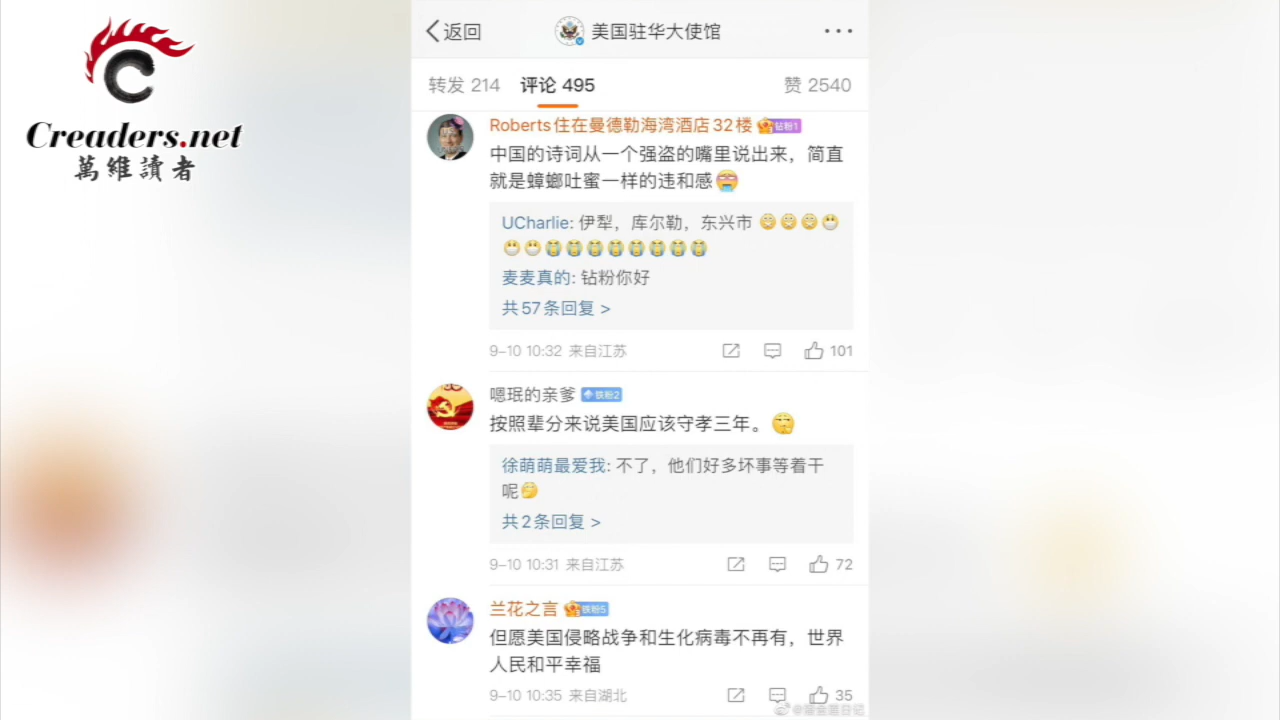 Creaders.net
萬維讀者
返回
美国驻华大使馆
转发 214 评论 495 赞 2540
Roberts住在曼德勒海湾酒店32楼 钻粉1
中国的诗词从一个强盗的嘴里说出来，简直
就是蟑螂吐蜜一样的违和感
UCharlie: 伊犁，库尔勒，东兴市
麦麦真的: 钻粉你好
共57条回复 >
9-10 10:32 来自江苏 101
嗯珉的亲爹 铁粉2
按照辈分来说美国应该守孝三年。
徐萌萌最爱我: 不了，他们好多坏事等着干
呢
共2条回复 >
9-10 10:31 来自江苏 72
兰花之言 铁粉5
但愿美国侵略战争和生化病毒不再有，世界
人民和平幸福
9-10 10:35 来自湖北 35